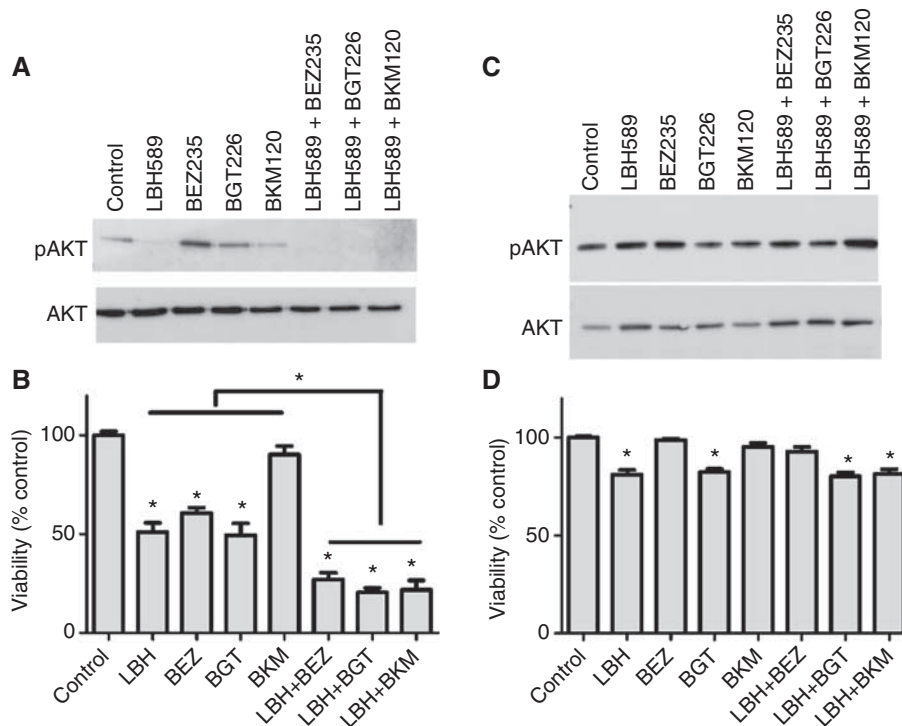 A
Control
LBH589
BEZ235
BGT226
BKM120
LBH589 + BEZ235
LBH589 + BGT226
LBH589 + BKM120
pAKT
AKT
B
*
Viability (% control)
100
50
0
*
*
*
*
*
*
Control
LBH
BEZ
BGT
BKM
LBH+BEZ
LBH+BGT
LBH+BKM
C
Control
LBH589
BEZ235
BGT226
BKM120
LBH589 + BEZ235
LBH589 + BGT226
LBH589 + BKM120
pAKT
AKT
D
Viability (% control)
100
50
0
*
*
*
*
Control
LBH
BEZ
BGT
BKM
LBH+BEZ
LBH+BGT
LBH+BKM